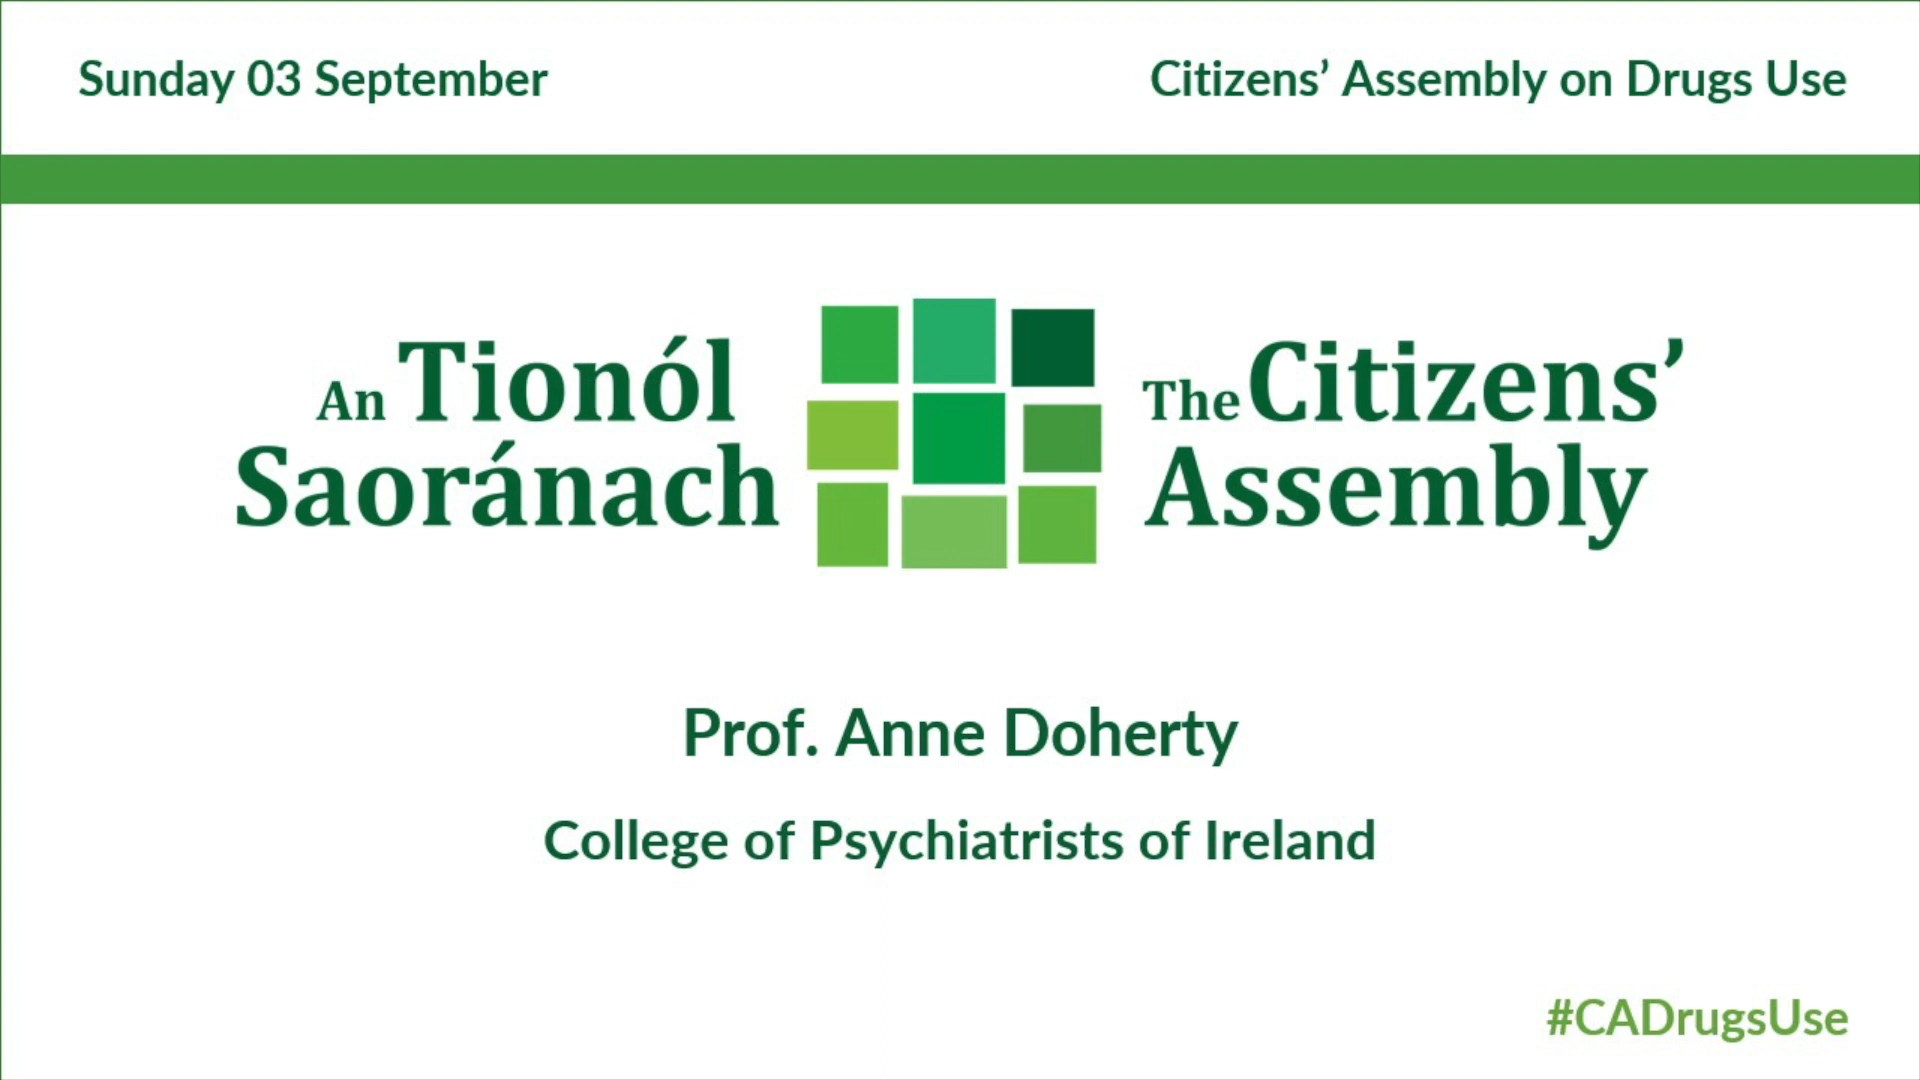 Sunday 03 September
Citizens’ Assembly on Drugs Use
An Tionól
Saoránach
The Citizens’
Assembly
Prof. Anne Doherty
College of Psychiatrists of Ireland
#CADrugsUse